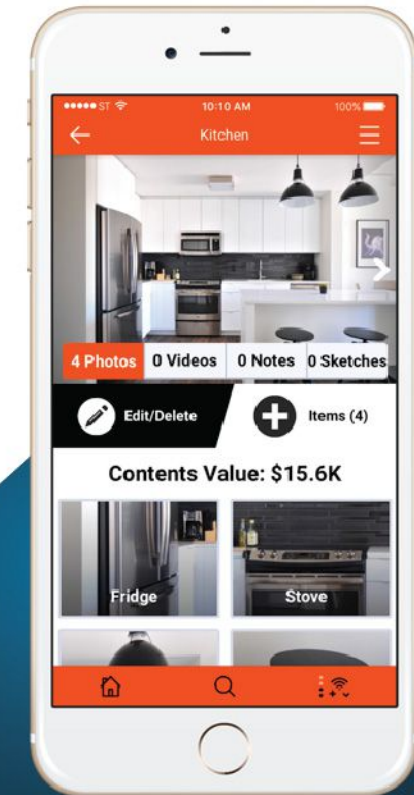 ST 10:10 AM 100%
Kitchen
4 Photos 0 Videos 0 Notes 0 Sketches
Edit/Delete Items (4)
Contents Value: $15.6K
Fridge Stove